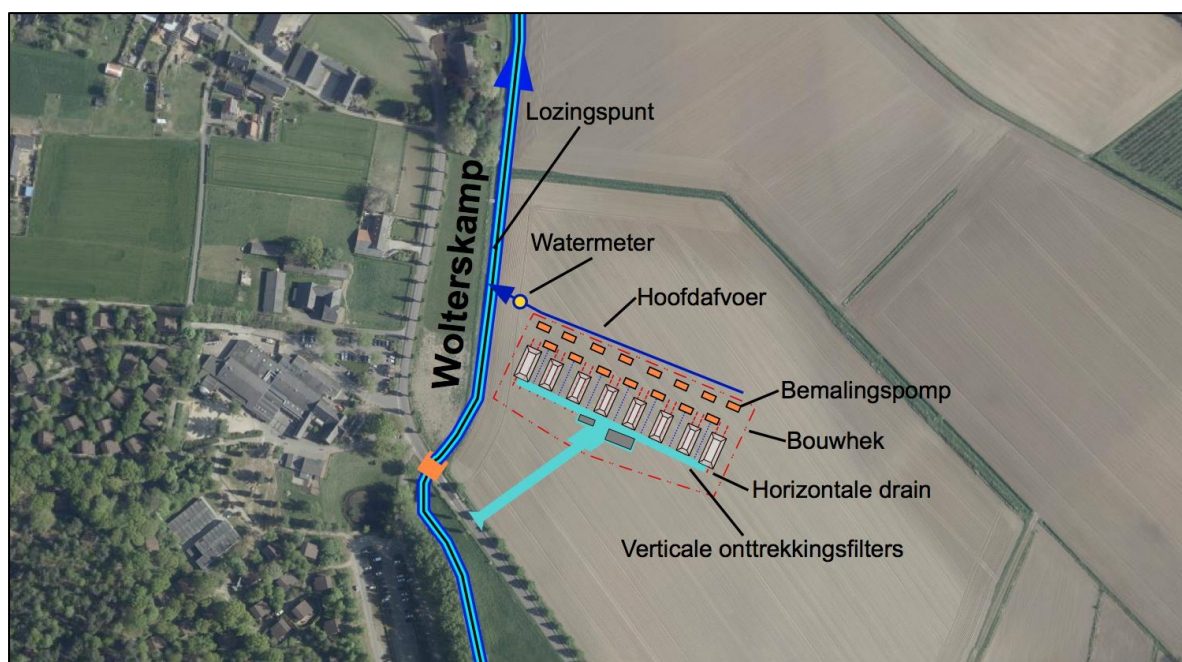 Lozingspunt
Wolterskamp
Watermeter
Hoofdafvoer
Bemalingspomp
Bouwhek
Horizontale drain
Verticale onttrekkingsfilters